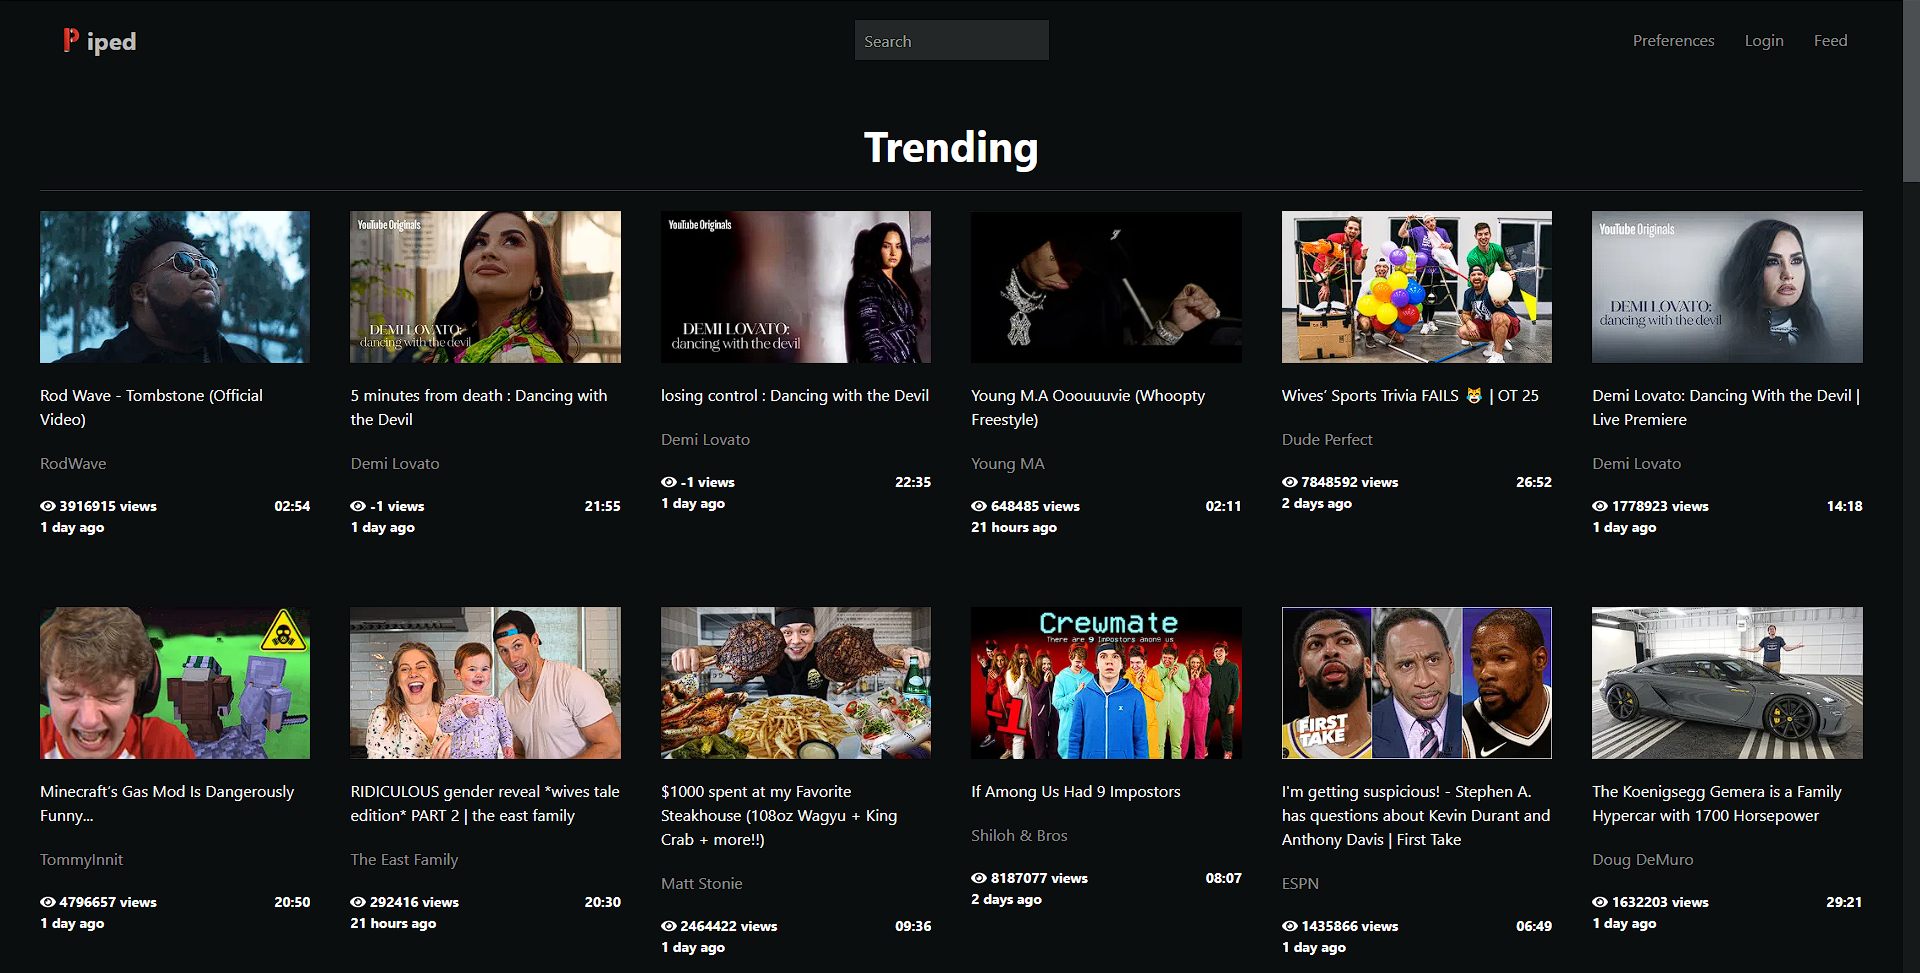 Piped
Search
Preferences
Login
Feed
Trending
YouTube Originals
DEMI LOVATO:
dancing with the devil
YouTube Originals
DEMI LOVATO:
dancing with the devil
YouTube Originals
DEMI LOVATO:
dancing with the devil
Rod Wave - Tombstone (Official
Video)
RodWave
3916915 views
02:54
1 day ago
5 minutes from death : Dancing with
the Devil
Demi Lovato
-1 views
21:55
1 day ago
losing control : Dancing with the Devil
Demi Lovato
-1 views
22:35
1 day ago
Young M.A Ooouuuvie (Whoopty
Freestyle)
Young MA
648485 views
02:11
21 hours ago
Wives’ Sports Trivia FAILS 😹 | OT 25
Dude Perfect
7848592 views
26:52
2 days ago
Demi Lovato: Dancing With the Devil |
Live Premiere
Demi Lovato
1778923 views
14:18
1 day ago
Crewmate
There are 9 Impostors among us
-1
FIRST
TAKE
Minecraft’s Gas Mod Is Dangerously
Funny...
TommyInnit
4796657 views
20:50
1 day ago
RIDICULOUS gender reveal *wives tale
edition* PART 2 | the east family
The East Family
292416 views
20:30
21 hours ago
$1000 spent at my Favorite
Steakhouse (108oz Wagyu + King
Crab + more!!)
Matt Stonie
2464422 views
09:36
1 day ago
If Among Us Had 9 Impostors
Shiloh & Bros
8187077 views
08:07
2 days ago
I'm getting suspicious! - Stephen A.
has questions about Kevin Durant and
Anthony Davis | First Take
ESPN
1435866 views
06:49
1 day ago
The Koenigsegg Gemera is a Family
Hypercar with 1700 Horsepower
Doug DeMuro
1632203 views
29:21
1 day ago